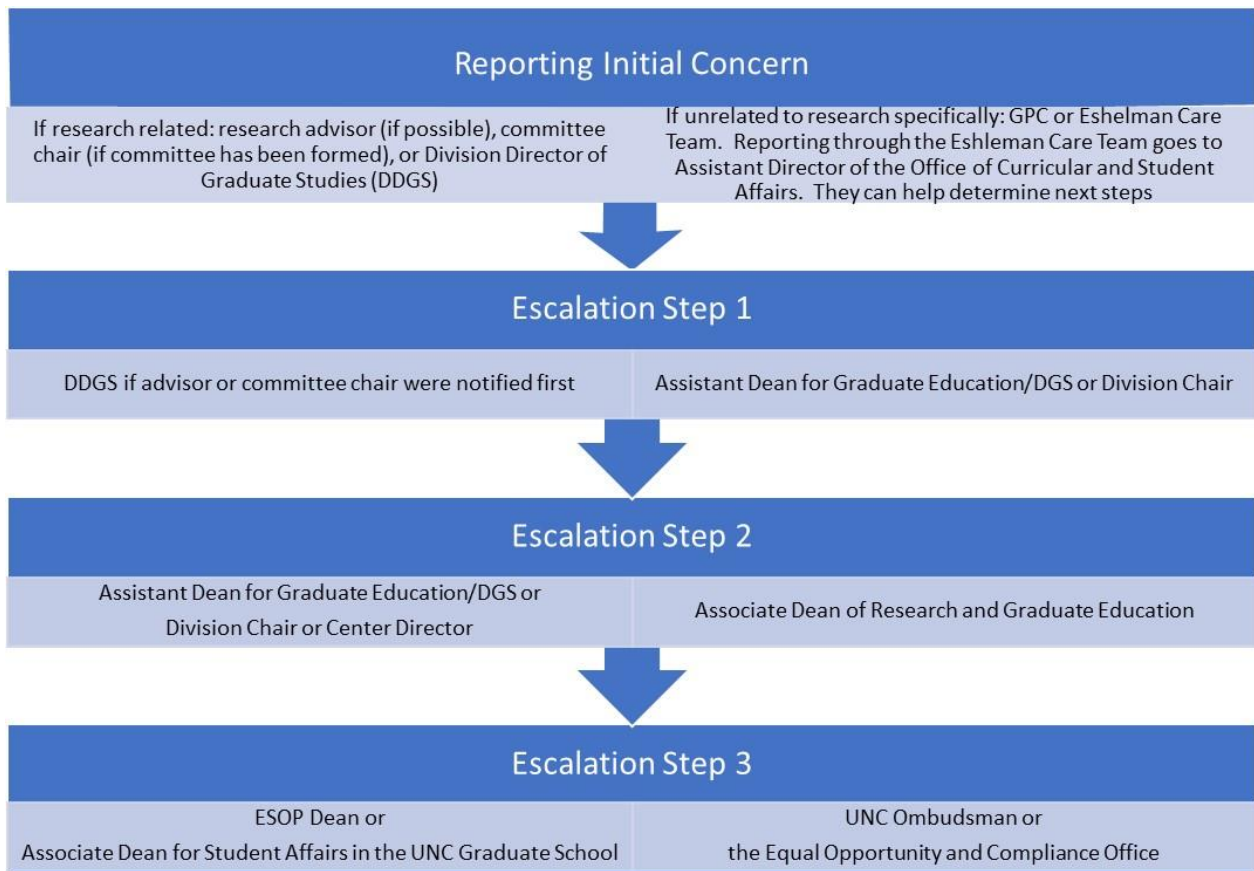 Reporting Initial Concern
If research related: research advisor (if possible), committee
chair (if committee has been formed), or Division Director of
Graduate Studies (DDGS)
If unrelated to research specifically: GPC or Eshelman Care
Team.  Reporting through the Eshleman Care Team goes to
Assistant Director of the Office of Curricular and Student
Affairs.  They can help determine next steps
Escalation Step 1
DDGS if advisor or committee chair were notified first
Assistant Dean for Graduate Education/DGS or Division Chair
Escalation Step 2
Assistant Dean for Graduate Education/DGS or
Division Chair or Center Director
Associate Dean of Research and Graduate Education
Escalation Step 3
ESOP Dean or
Associate Dean for Student Affairs in the UNC Graduate School
UNC Ombudsman or
the Equal Opportunity and Compliance Office